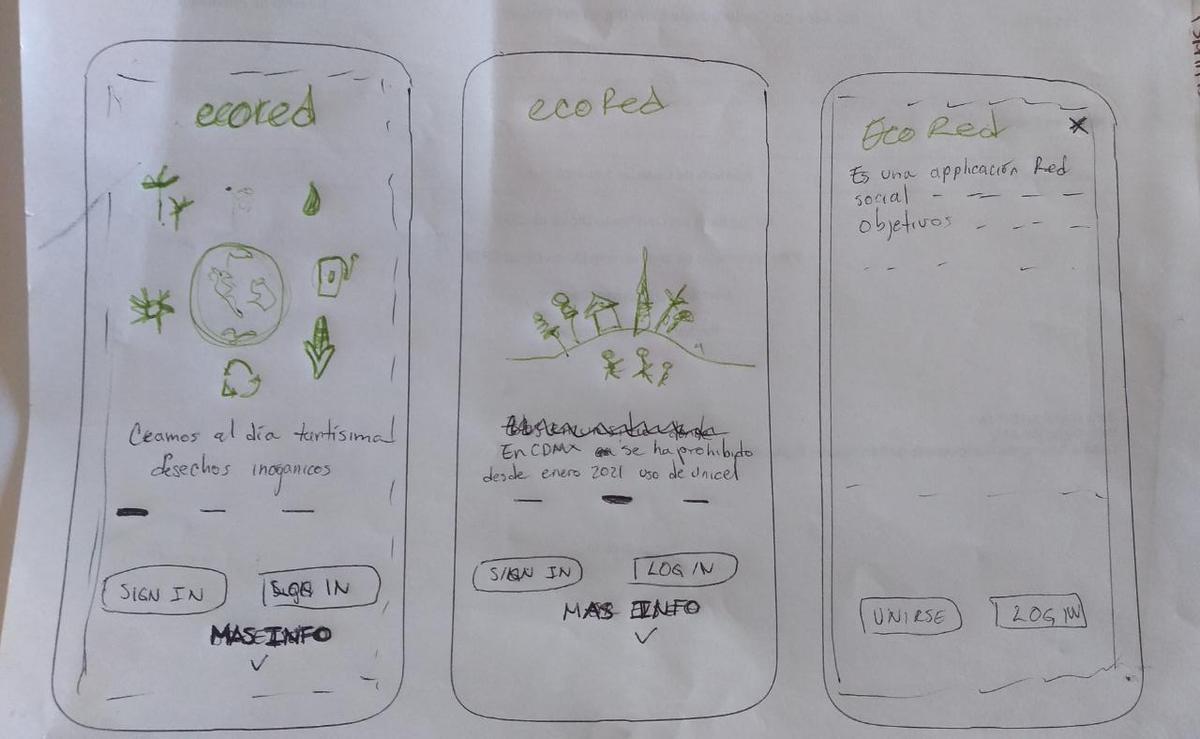 ecored
Ceamos al día tantísimal
desechos inoganicos
SIGN IN
IN
MAS INFO
ecoRed
En CDMX se ha prohibido
desde enero 2021 uso de unicel
SIGN IN
LOG IN
MAS INFO
Eco Red
X
Es una applicación Red
social
objetivos
UNIRSE
LOG IN